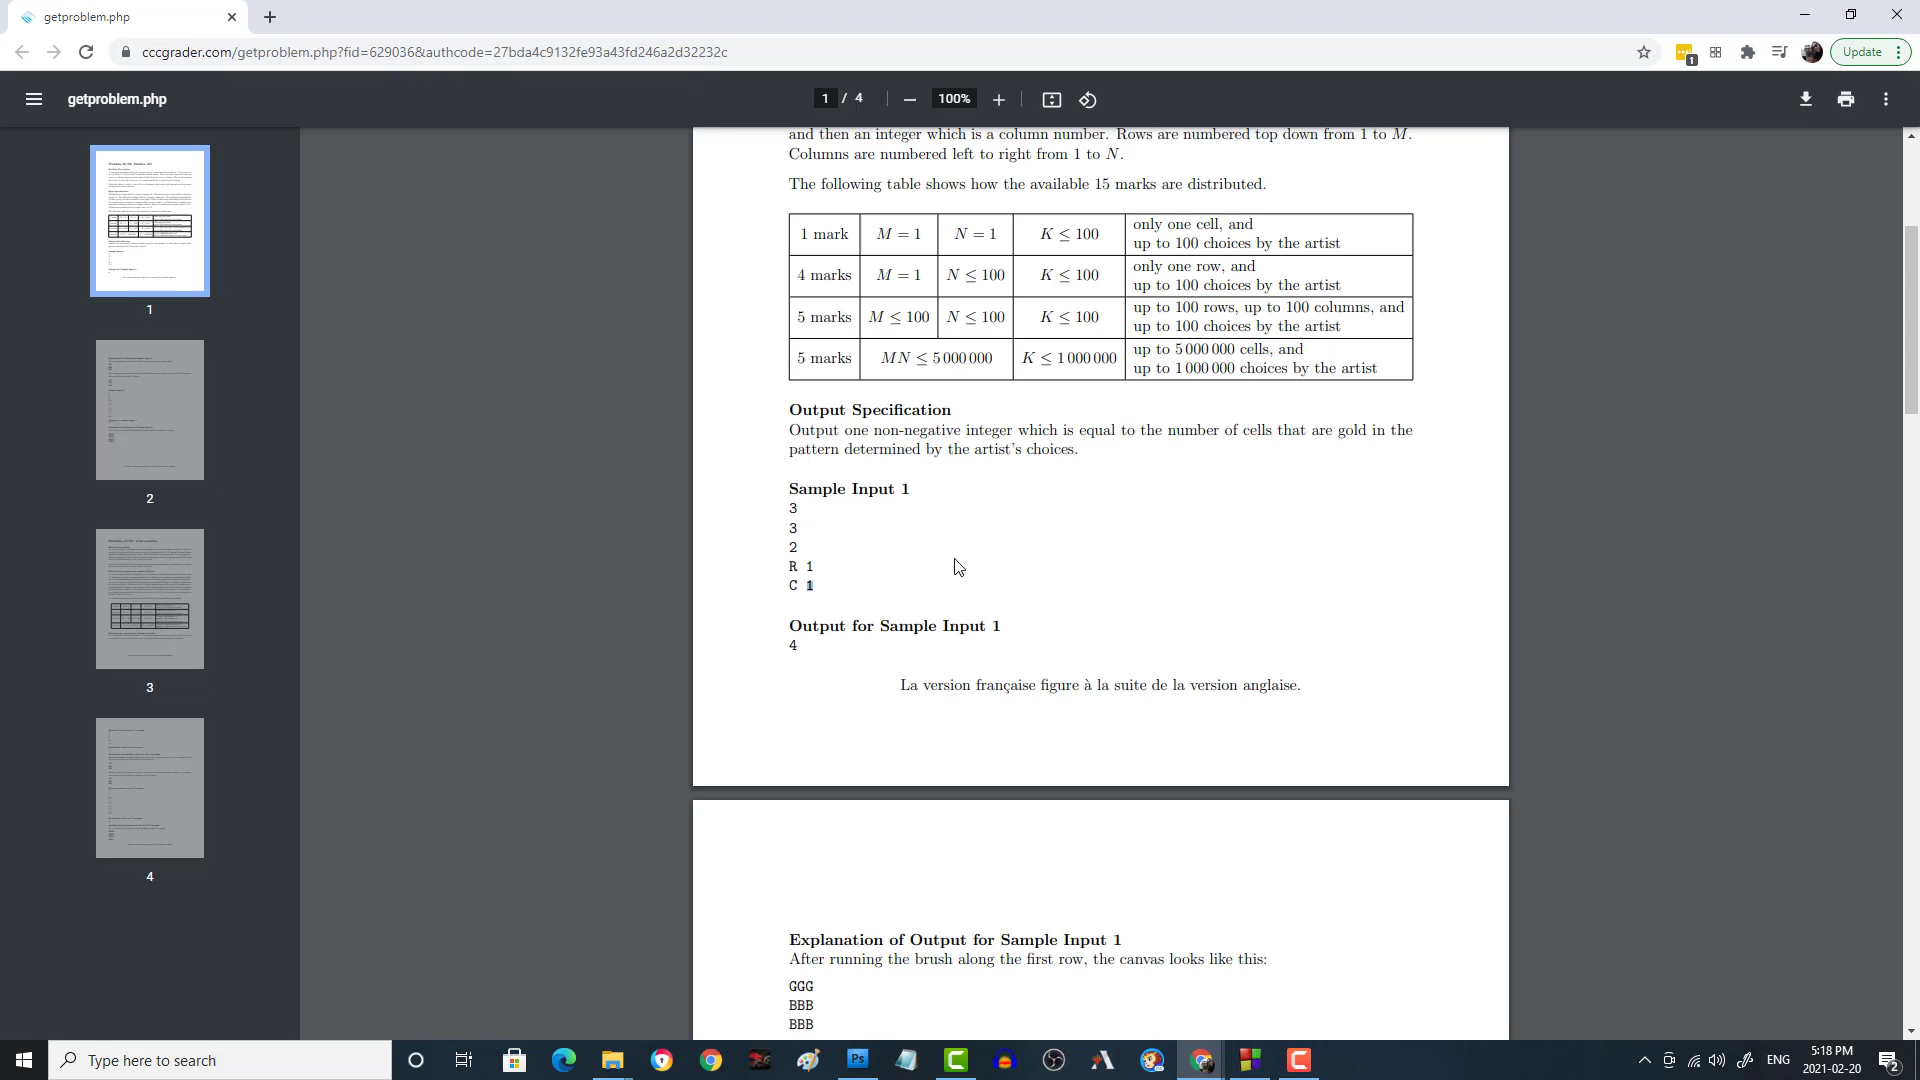 getproblem.php
cccgrader.com/getproblem.php?fid=629036&authcode=27bda4c9132fe93a43fd246a2d32232c
1
Update
getproblem.php
1 / 4
100%
1
2
3
4
and then an integer which is a column number. Rows are numbered top down from 1 to M.
Columns are numbered left to right from 1 to N.
The following table shows how the available 15 marks are distributed.
1 mark M = 1 N = 1 K ≤ 100 only one cell, and
up to 100 choices by the artist
4 marks M = 1 N ≤ 100 K ≤ 100 only one row, and
up to 100 choices by the artist
5 marks M ≤ 100 N ≤ 100 K ≤ 100 up to 100 rows, up to 100 columns, and
up to 100 choices by the artist
5 marks MN ≤ 5 000 000 K ≤ 1 000 000 up to 5 000 000 cells, and
up to 1 000 000 choices by the artist
Output Specification
Output one non-negative integer which is equal to the number of cells that are gold in the
pattern determined by the artist's choices.
Sample Input 1
3
3
2
R 1
C 1
Output for Sample Input 1
4
La version française figure à la suite de la version anglaise.
Explanation of Output for Sample Input 1
After running the brush along the first row, the canvas looks like this:
GGG
BBB
BBB
Type here to search
Ps
ENG
5:18 PM
2021-02-20
2